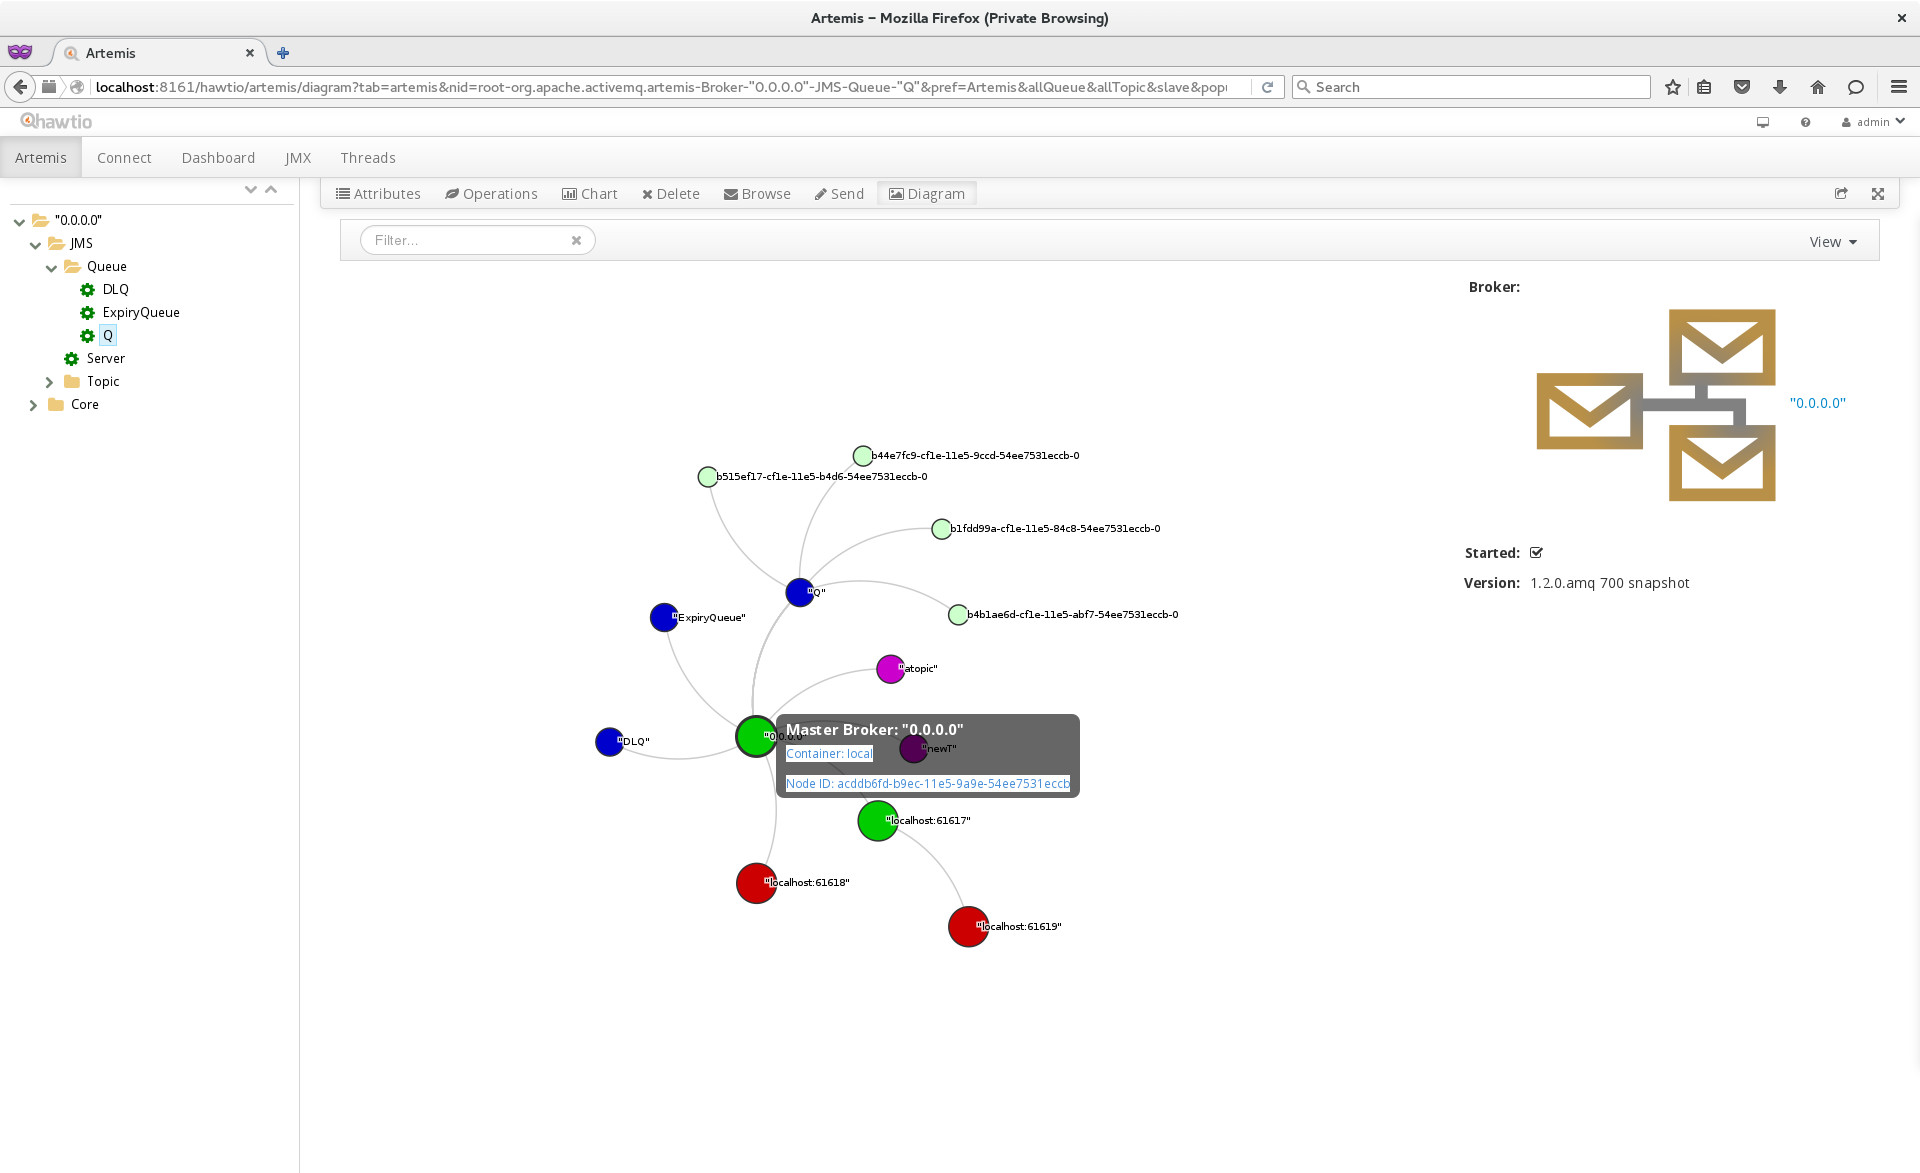 Artemis – Mozilla Firefox (Private Browsing)
Artemis
localhost:8161/hawtio/artemis/diagram?tab=artemis&nid=root-org.apache.activemq.artemis-Broker-"0.0.0.0"-JMS-Queue-"Q"&pref=Artemis&allQueue&allTopic&slave&popu
Search
hawtio
admin
Artemis Connect Dashboard JMX Threads
Attributes Operations Chart Delete Browse Send Diagram
Filter...
View
"0.0.0.0"
JMS
Queue
DLQ
ExpiryQueue
Q
Server
Topic
Core
Broker:
"0.0.0.0"
Started:
Version: 1.2.0.amq 700 snapshot
b44e7fc9-cf1e-11e5-9ccd-54ee7531eccb-0
b515ef17-cf1e-11e5-b4d6-54ee7531eccb-0
b1fdd99a-cf1e-11e5-84c8-54ee7531eccb-0
"Q"
b4b1ae6d-cf1e-11e5-abf7-54ee7531eccb-0
"ExpiryQueue"
"atopic"
"DLQ"
"0.0.0.0"
Master Broker: "0.0.0.0"
"newT"
Container: local
Node ID: acddb6fd-b9ec-11e5-9a9e-54ee7531eccb
"localhost:61617"
"localhost:61618"
"localhost:61619"